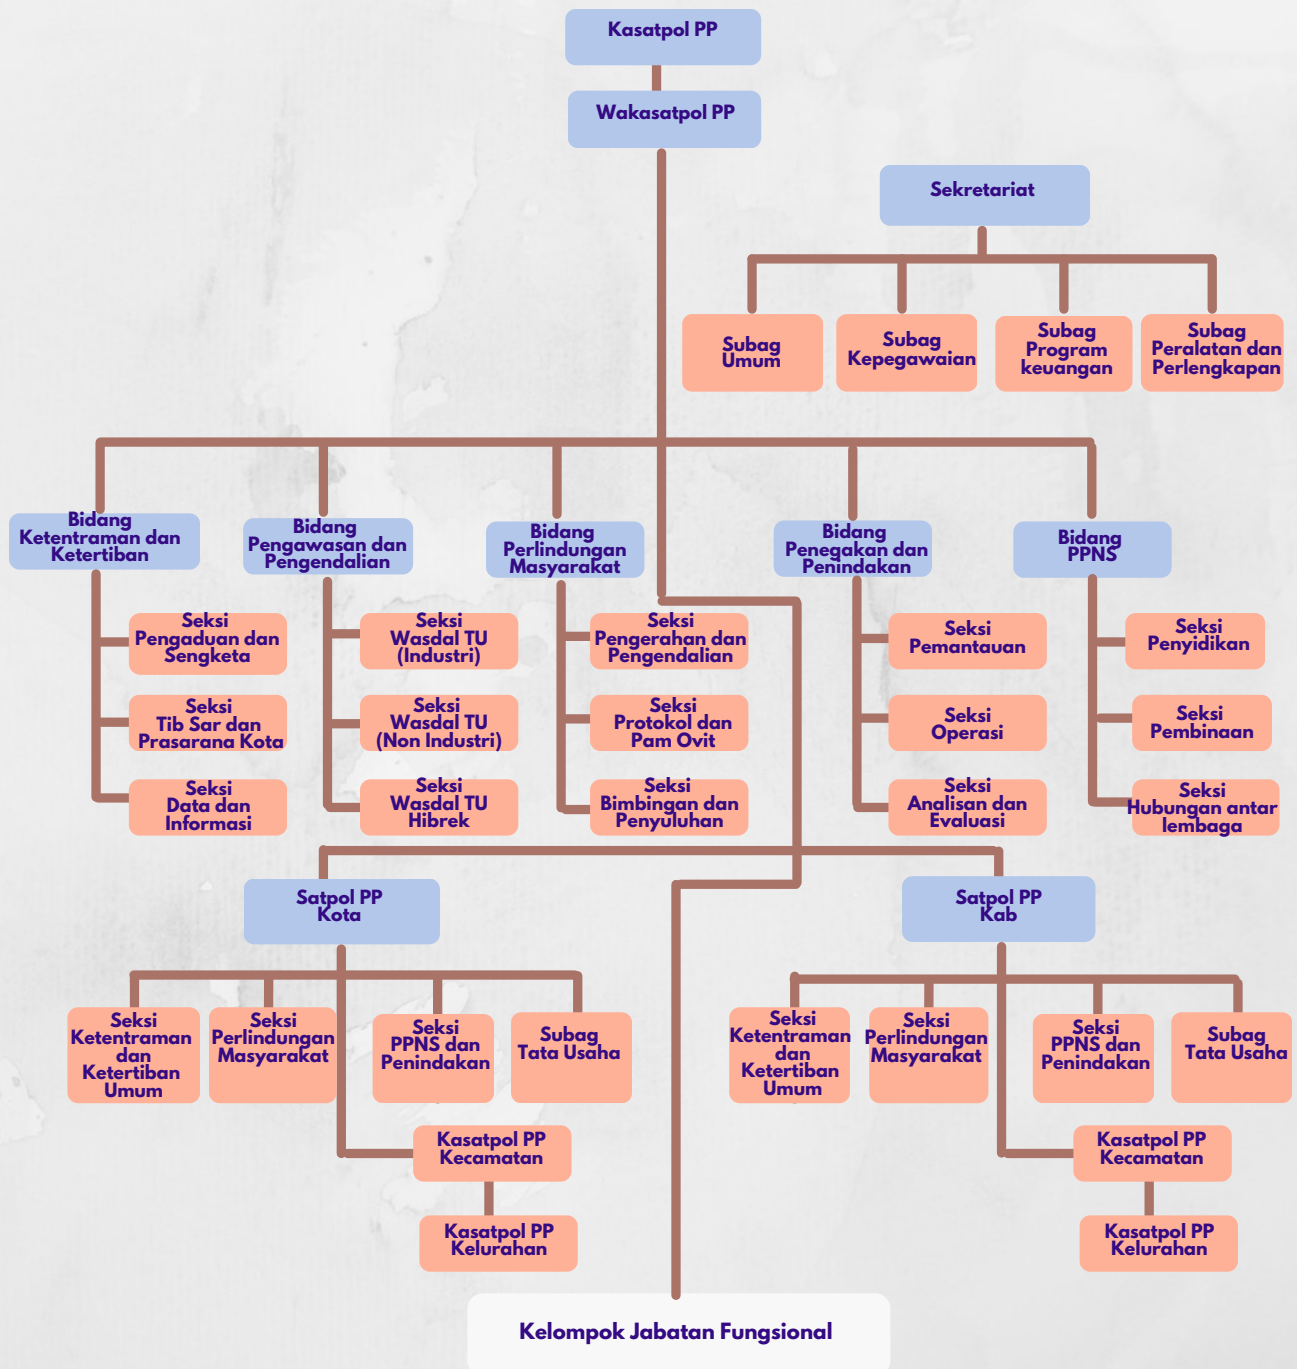 Kasatpol PP
Wakasatpol PP
Sekretariat
Subag
Umum
Subag
Kepegawaian
Subag
Program
keuangan
Subag
Peralatan dan
Perlengkapan
Bidang
Ketentraman dan
Ketertiban
Bidang
Pengawasan dan
Pengendalian
Bidang
Perlindungan
Masyarakat
Bidang
Penegakan dan
Penindakan
Bidang
PPNS
Seksi
Pengaduan dan
Sengketa
Seksi
Tib Sar dan
Prasarana Kota
Seksi
Data dan
Informasi
Seksi
Wasdal TU
(Industri)
Seksi
Wasdal TU
(Non Industri)
Seksi
Wasdal TU
Hibrek
Seksi
Pengerahan dan
Pengendalian
Seksi
Protokol dan
Pam Ovit
Seksi
Bimbingan dan
Penyuluhan
Seksi
Pemantauan
Seksi
Operasi
Seksi
Analisan dan
Evaluasi
Seksi
Penyidikan
Seksi
Pembinaan
Seksi
Hubungan antar
lembaga
Satpol PP
Kota
Seksi
Ketentraman
dan
Ketertiban
Umum
Seksi
Perlindungan
Masyarakat
Seksi
PPNS dan
Penindakan
Subag
Tata Usaha
Kasatpol PP
Kecamatan
Kasatpol PP
Kelurahan
Satpol PP
Kab
Seksi
Ketentraman
dan
Ketertiban
Umum
Seksi
Perlindungan
Masyarakat
Seksi
PPNS dan
Penindakan
Subag
Tata Usaha
Kasatpol PP
Kecamatan
Kasatpol PP
Kelurahan
Kelompok Jabatan Fungsional